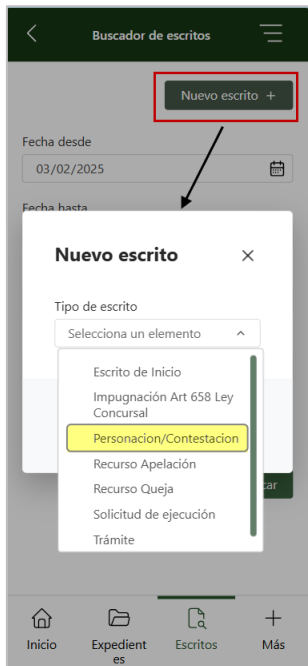 Buscador de escritos
Nuevo escrito +
Fecha desde
03/02/2025
Fecha hasta
Nuevo escrito
Tipo de escrito
Selecciona un elemento
Escrito de Inicio
Impugnación Art 658 Ley
Concursal
Personacion/Contestacion
Recurso Apelación
Recurso Queja
Solicitud de ejecución
Trámite
car
Inicio
Expedient
es
Escritos
Más